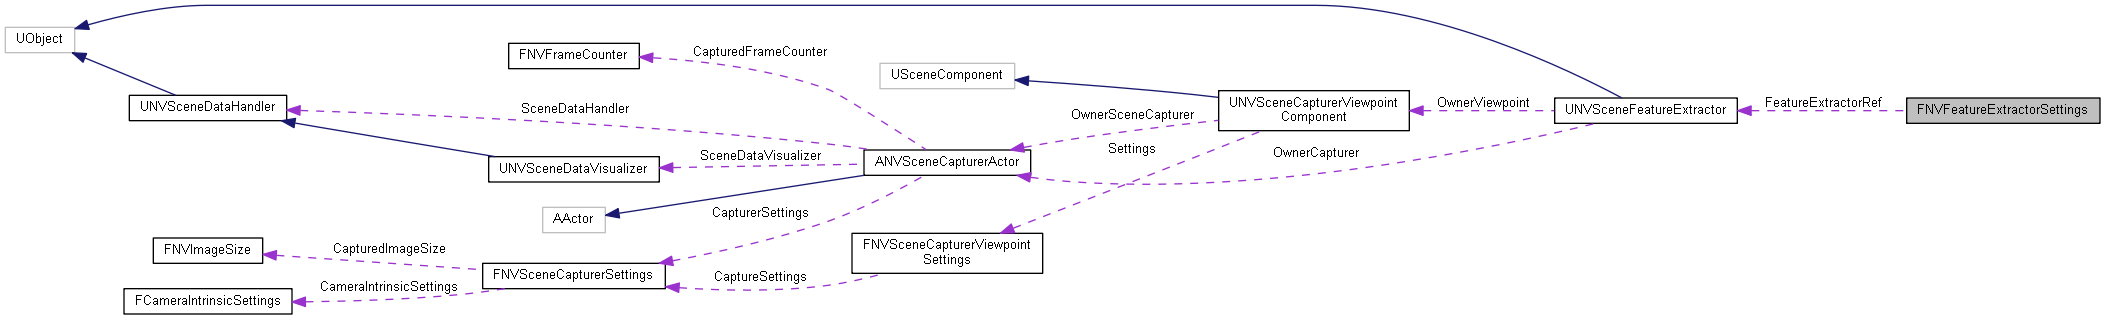 UObject
FNVFrameCounter
CapturedFrameCounter
USceneComponent
UNVSceneDataHandler
SceneDataHandler
OwnerSceneCapturer
UNVSceneCapturerViewpoint
Component
OwnerViewpoint
UNVSceneFeatureExtractor
FeatureExtractorRef
FNVFeatureExtractorSettings
UNVSceneDataVisualizer
SceneDataVisualizer
ANVSceneCapturerActor
Settings
OwnerCapturer
AActor
CapturerSettings
FNVImageSize
CapturedImageSize
FNVSceneCapturerSettings
CaptureSettings
FNVSceneCapturerViewpoint
Settings
FCameraIntrinsicSettings
CameraIntrinsicSettings